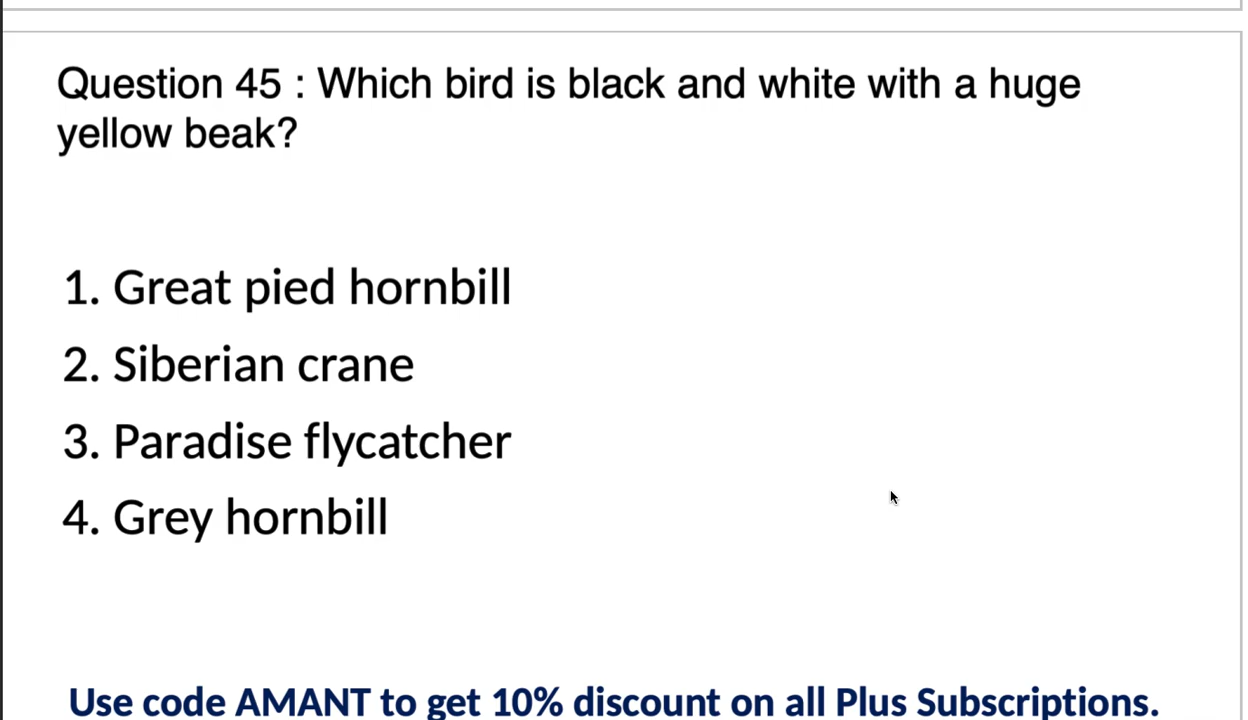 Question 45 : Which bird is black and white with a huge
yellow beak?
1. Great pied hornbill
2. Siberian crane
3. Paradise flycatcher
4. Grey hornbill
Use code AMANT to get 10% discount on all Plus Subscriptions.